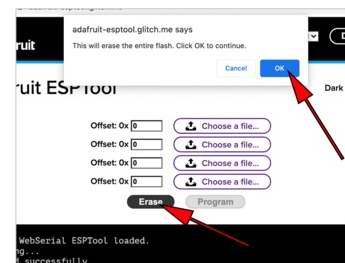 adafruit-esptool.glitch.me says
This will erase the entire flash. Click OK to continue.
Cancel OK
ruit
ruit ESPTool
Dark
Offset: 0x 0 Choose a file...
Offset: 0x 0 Choose a file...
Offset: 0x 0 Choose a file...
Offset: 0x 0 Choose a file...
Erase Program
WebSerial ESPTool loaded.
ng...
d successfully